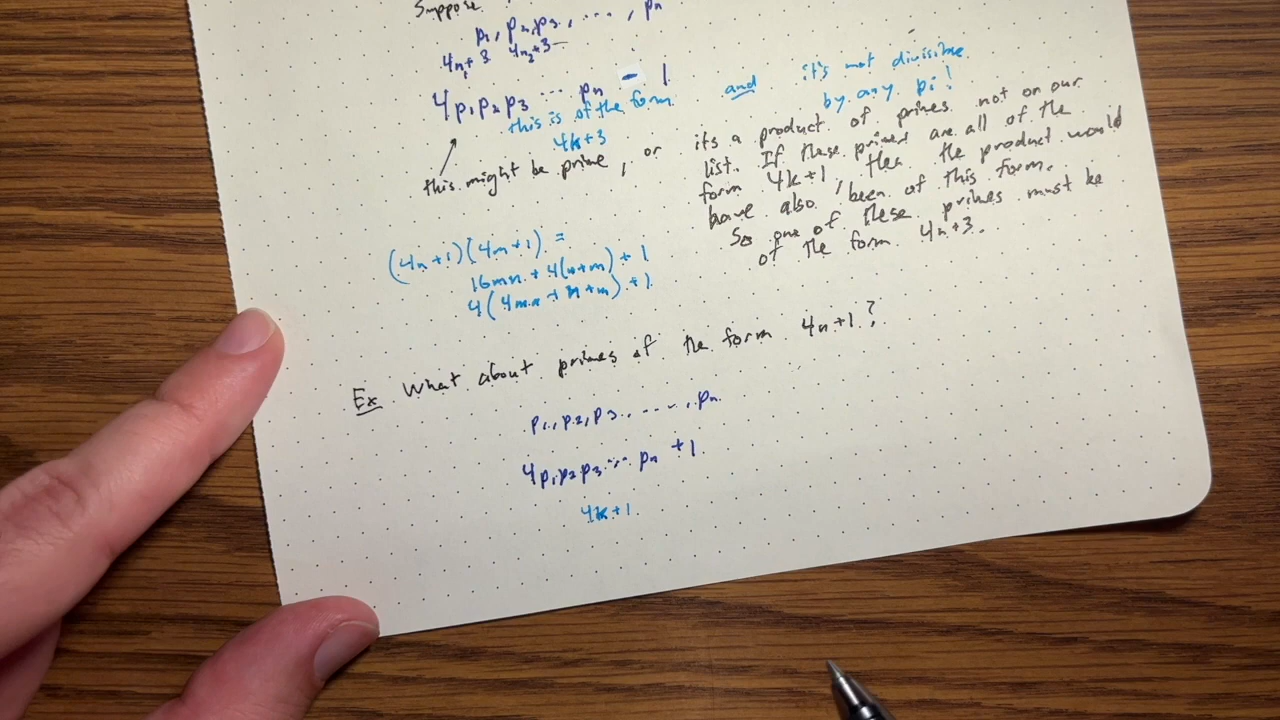 Suppose
p1, p2, p3, ..., pn
4n1+3 4n2+3
4p1p2p3 ... pn - 1
this is of the form
4k+3
and it's not divisible
by any pi!
this might be prime, or
it's a product of primes not on our
list. If these primes are all of the
form 4k+1, then the product would
have also been of this form.
So one of these primes must be
of the form 4n+3.
(4n+1)(4m+1) =
16mn + 4(n+m) + 1
4(4mn + n + m) + 1
Ex What about primes of the form 4n+1?
p1, p2, p3, ....., pn
4p1p2p3 ... pn + 1
4k+1